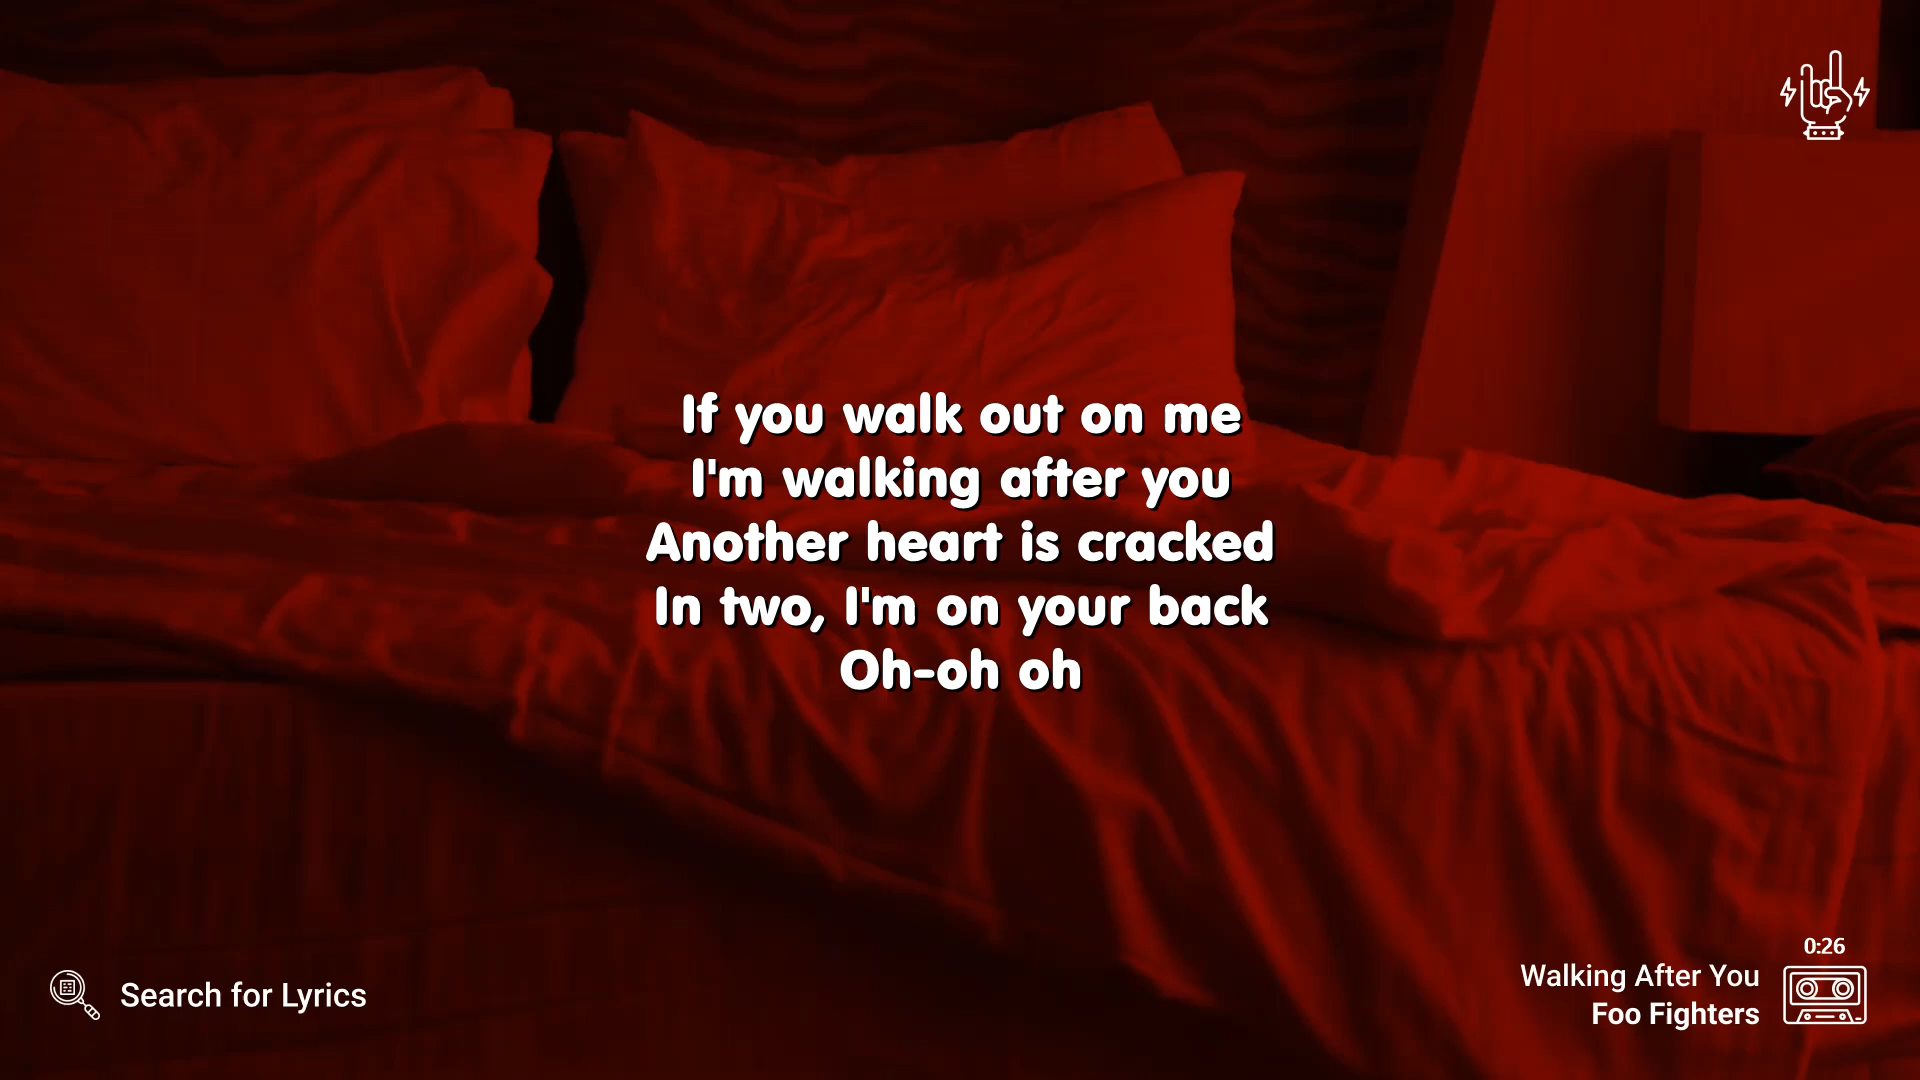 If you walk out on me
I'm walking after you
Another heart is cracked
In two, I'm on your back
Oh-oh oh
Search for Lyrics
0:26
Walking After You
Foo Fighters